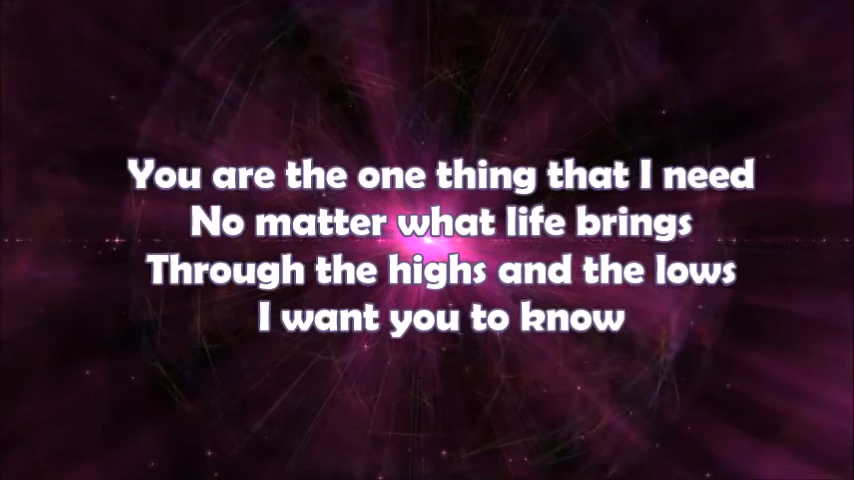 You are the one thing that I need
No matter what life brings
Through the highs and the lows
I want you to know